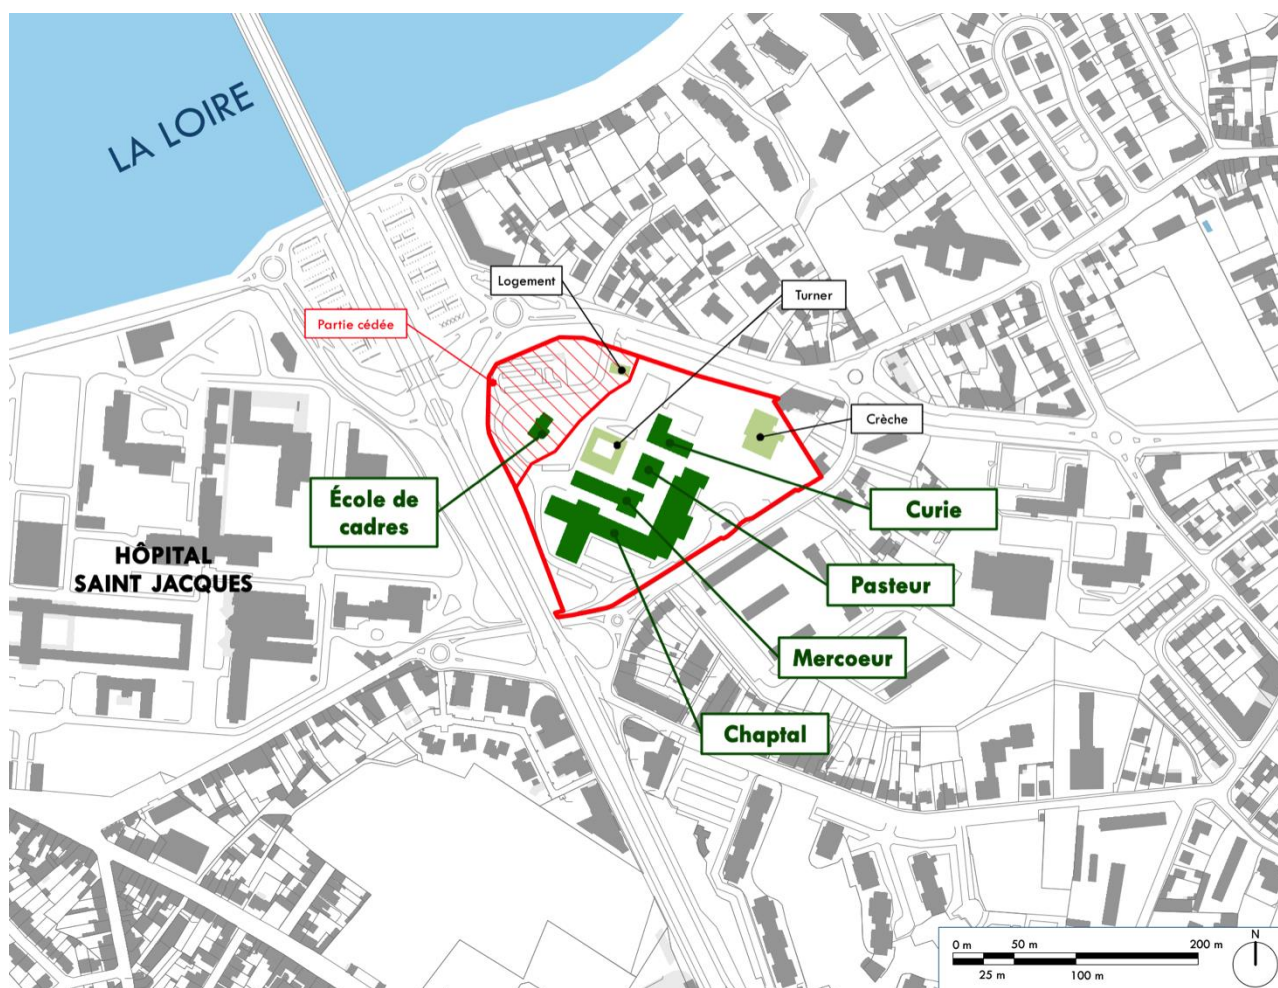 LA LOIRE
Logement
Turner
Partie cédée
Crèche
École de
cadres
Curie
HÔPITAL
SAINT JACQUES
Pasteur
Mercoeur
Chaptal
N
0 m 50 m 200 m
25 m 100 m